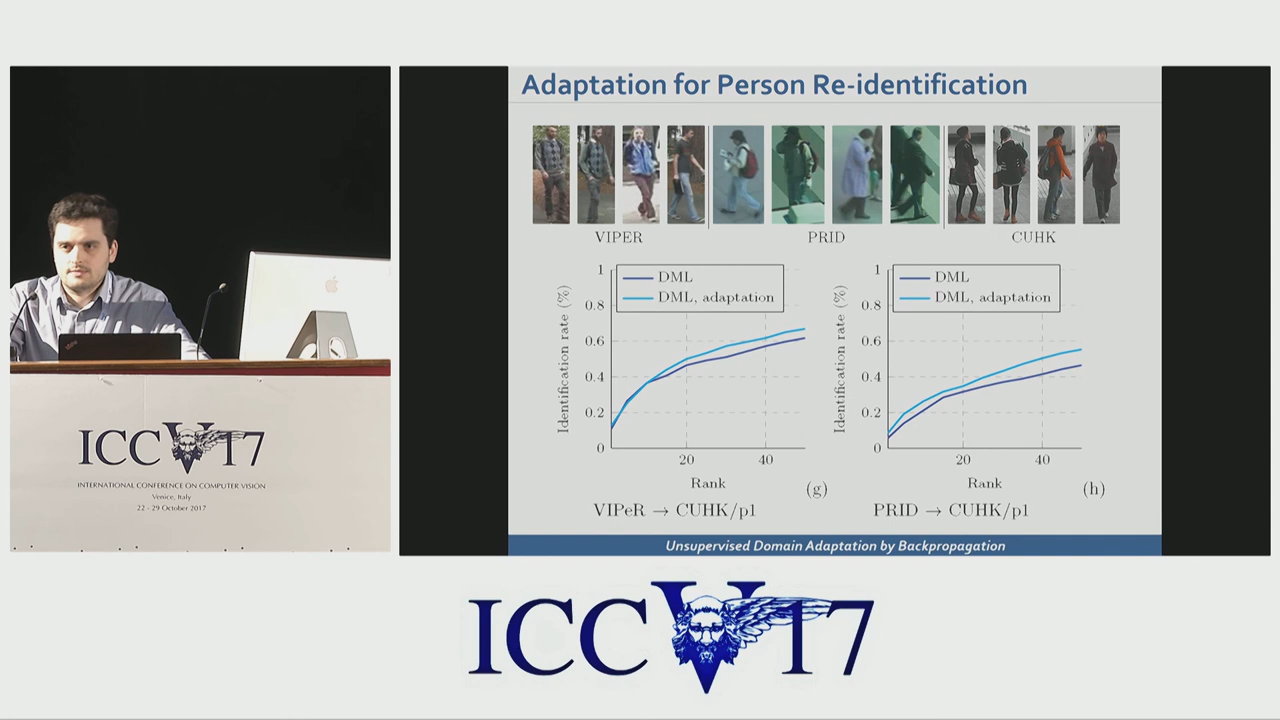 Adaptation for Person Re-identification
VIPER
PRID
CUHK
DML
DML, adaptation
Identification rate (%)
1
0.8
0.6
0.4
0.2
0
20
40
Rank
(g)
VIPeR → CUHK/p1
DML
DML, adaptation
Identification rate (%)
1
0.8
0.6
0.4
0.2
0
20
40
Rank
(h)
PRID → CUHK/p1
Unsupervised Domain Adaptation by Backpropagation
ICCV17
INTERNATIONAL CONFERENCE ON COMPUTER VISION
Venice, Italy
22 - 29 October 2017
ICCV17